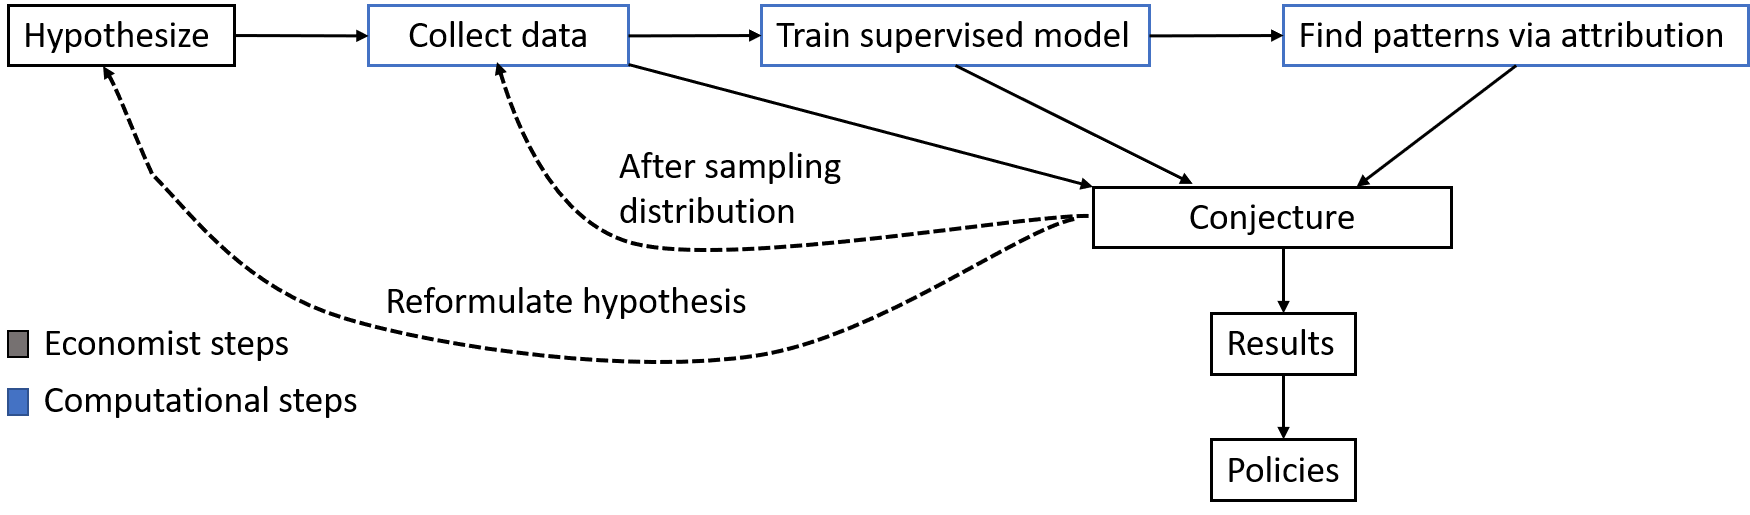 Hypothesize
Collect data
Train supervised model
Find patterns via attribution
After sampling
distribution
Conjecture
Reformulate hypothesis
Economist steps
Results
Computational steps
Policies